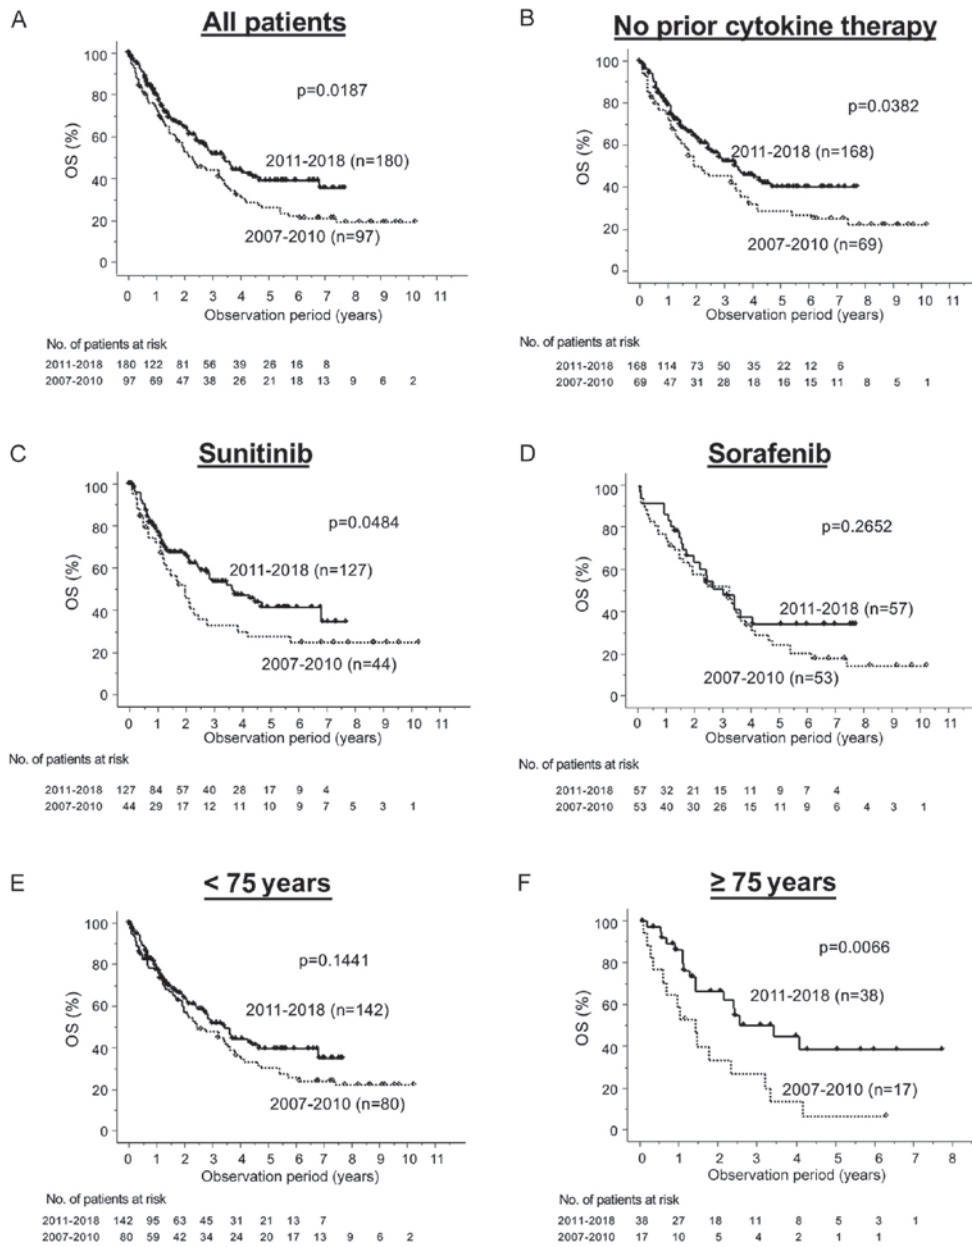 A
All patients
100
80
60
40
20
0
OS (%)
p=0.0187
2011-2018 (n=180)
2007-2010 (n=97)
0 1 2 3 4 5 6 7 8 9 10 11
Observation period (years)
No. of patients at risk
2011-2018 180 122 81 56 39 26 16 8
2007-2010 97 69 47 38 26 21 18 13 9 6 2
B
No prior cytokine therapy
100
80
60
40
20
0
OS (%)
p=0.0382
2011-2018 (n=168)
2007-2010 (n=69)
0 1 2 3 4 5 6 7 8 9 10 11
Observation period (years)
No. of patients at risk
2011-2018 168 114 73 50 35 22 12 6
2007-2010 69 47 31 28 18 16 15 11 8 5 1
C
Sunitinib
100
80
60
40
20
0
OS (%)
p=0.0484
2011-2018 (n=127)
2007-2010 (n=44)
0 1 2 3 4 5 6 7 8 9 10 11
Observation period (years)
No. of patients at risk
2011-2018 127 84 57 40 28 17 9 4
2007-2010 44 29 17 12 11 10 9 7 5 3 1
D
Sorafenib
100
80
60
40
20
0
OS (%)
p=0.2652
2011-2018 (n=57)
2007-2010 (n=53)
0 1 2 3 4 5 6 7 8 9 10 11
Observation period (years)
No. of patients at risk
2011-2018 57 32 21 15 11 9 7 4
2007-2010 53 40 30 26 15 11 9 6 4 3 1
E
< 75 years
100
80
60
40
20
0
OS (%)
p=0.1441
2011-2018 (n=142)
2007-2010 (n=80)
0 1 2 3 4 5 6 7 8 9 10 11
Observation period (years)
No. of patients at risk
2011-2018 142 95 63 45 31 21 13 7
2007-2010 80 59 42 34 24 20 17 13 9 6 2
F
≥ 75 years
100
80
60
40
20
0
OS (%)
p=0.0066
2011-2018 (n=38)
2007-2010 (n=17)
0 1 2 3 4 5 6 7 8
Observation period (years)
No. of patients at risk
2011-2018 38 27 18 11 8 5 3 1
2007-2010 17 10 5 4 2 1 1